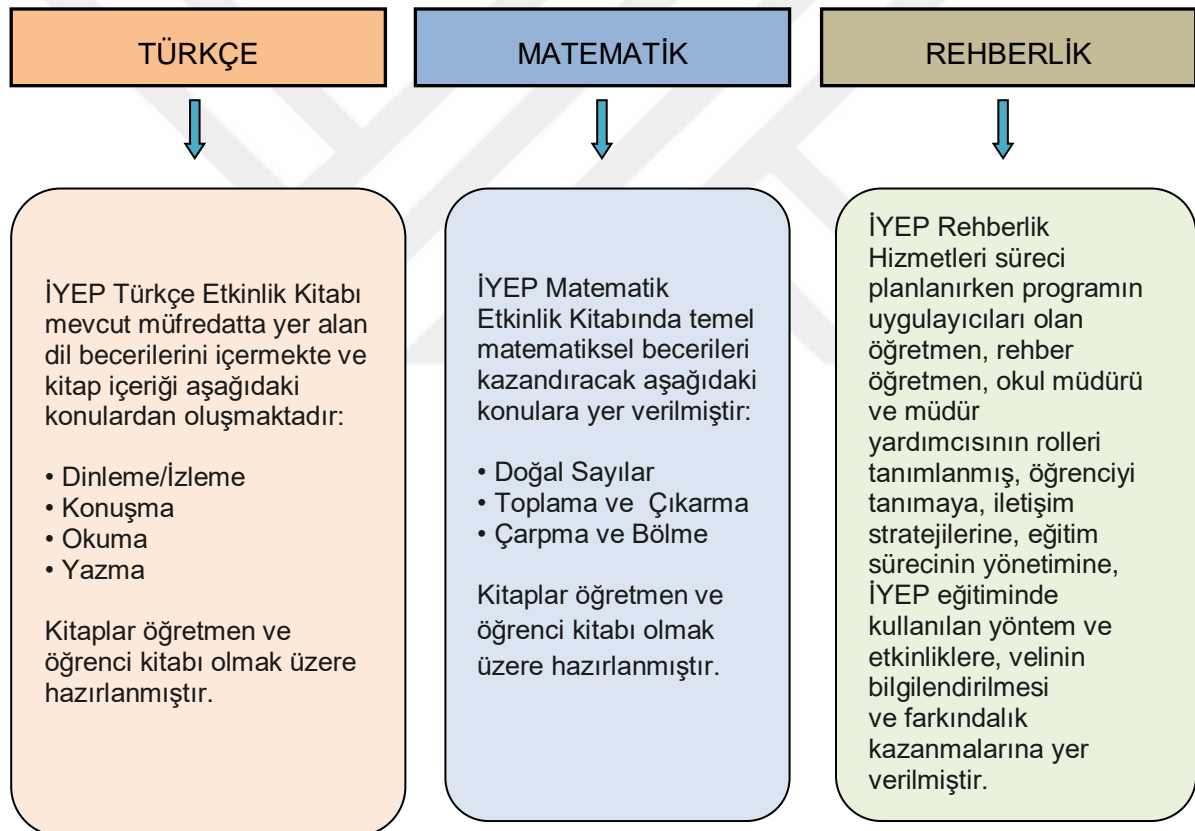 TÜRKÇE
MATEMATİK
REHBERLİK
İYEP Türkçe Etkinlik Kitabı
mevcut müfredatta yer alan
dil becerilerini içermekte ve
kitap içeriği aşağıdaki
konulardan oluşmaktadır:
• Dinleme/İzleme
• Konuşma
• Okuma
• Yazma
Kitaplar öğretmen ve
öğrenci kitabı olmak üzere
hazırlanmıştır.
İYEP Matematik
Etkinlik Kitabında temel
matematiksel becerileri
kazandıracak aşağıdaki
konulara yer verilmiştir:
• Doğal Sayılar
• Toplama ve Çıkarma
• Çarpma ve Bölme
Kitaplar öğretmen ve
öğrenci kitabı olmak
üzere hazırlanmıştır.
İYEP Rehberlik
Hizmetleri süreci
planlanırken programın
uygulayıcıları olan
öğretmen, rehber
öğretmen, okul müdürü
ve müdür
yardımcısının rolleri
tanımlanmış, öğrenciyi
tanımaya, iletişim
stratejilerine, eğitim
sürecinin yönetimine,
İYEP eğitiminde
kullanılan yöntem ve
etkinliklere, velinin
bilgilendirilmesi
ve farkındalık
kazanmalarına yer
verilmiştir.